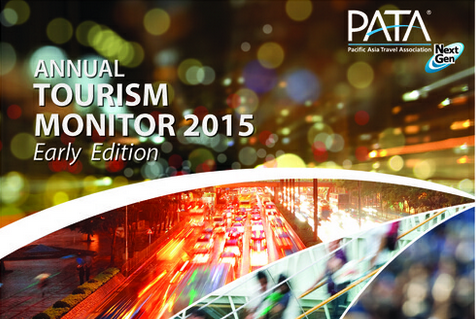 PATA®
Pacific Asia Travel Association
Next
Gen
ANNUAL
TOURISM
MONITOR 2015
Early Edition